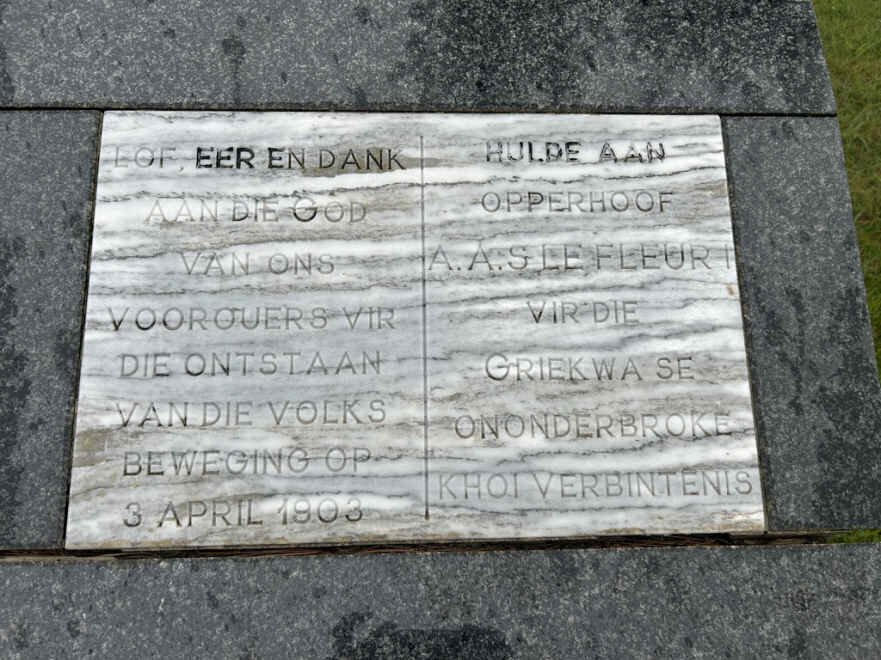 LOF, EER EN DANK
AAN DIE GOD
VAN ONS
VOOROUERS VIR
DIE ONTSTAAN
VAN DIE VOLKS
BEWEGING OP
3 APRIL 1903
HULDE AAN
OPPERHOOF
A.A.S. LE FLEUR I
VIR DIE
GRIEKWA SE
ONONDERBROKE
KHOI VERBINTENIS